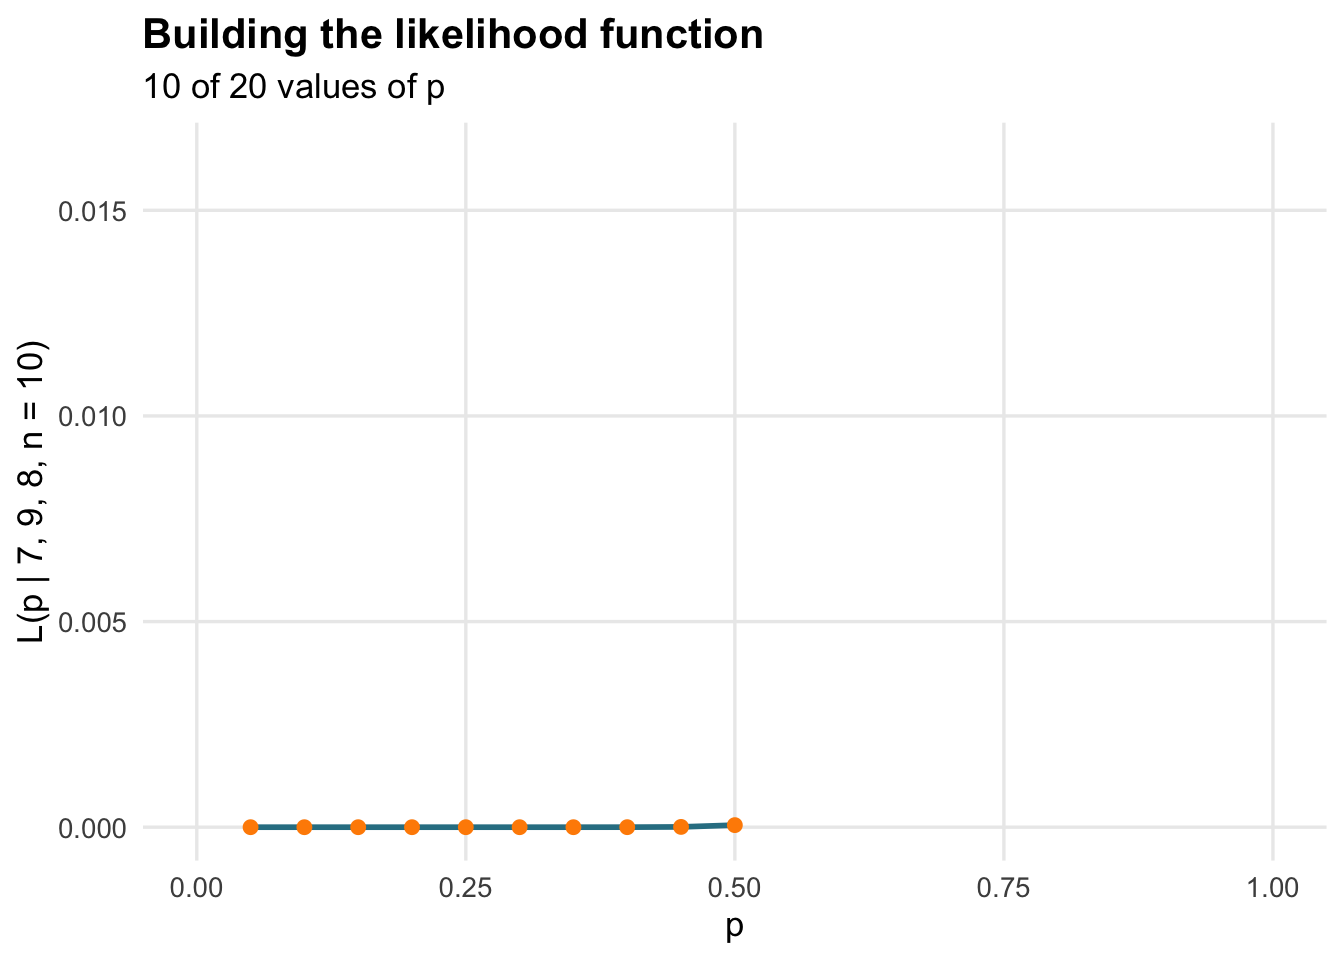 Building the likelihood function
10 of 20 values of p
L(p | 7, 9, 8, n = 10)
0.015
0.010
0.005
0.000
0.00 0.25 0.50 0.75 1.00
p